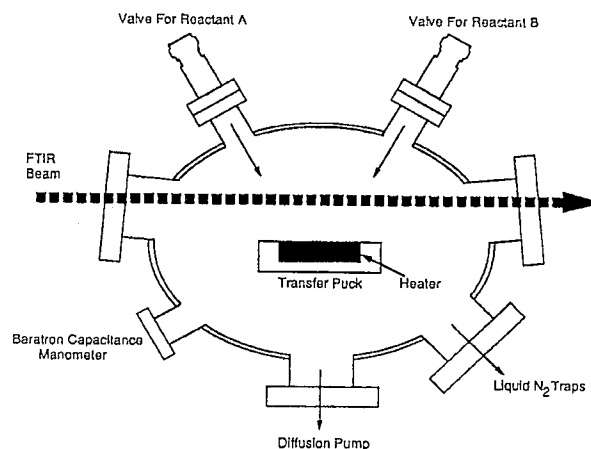 Valve For Reactant A
Valve For Reactant B
FTIR
Beam
Transfer Puck
Heater
Baratron Capacitance
Manometer
Liquid N2 Traps
Diffusion Pump